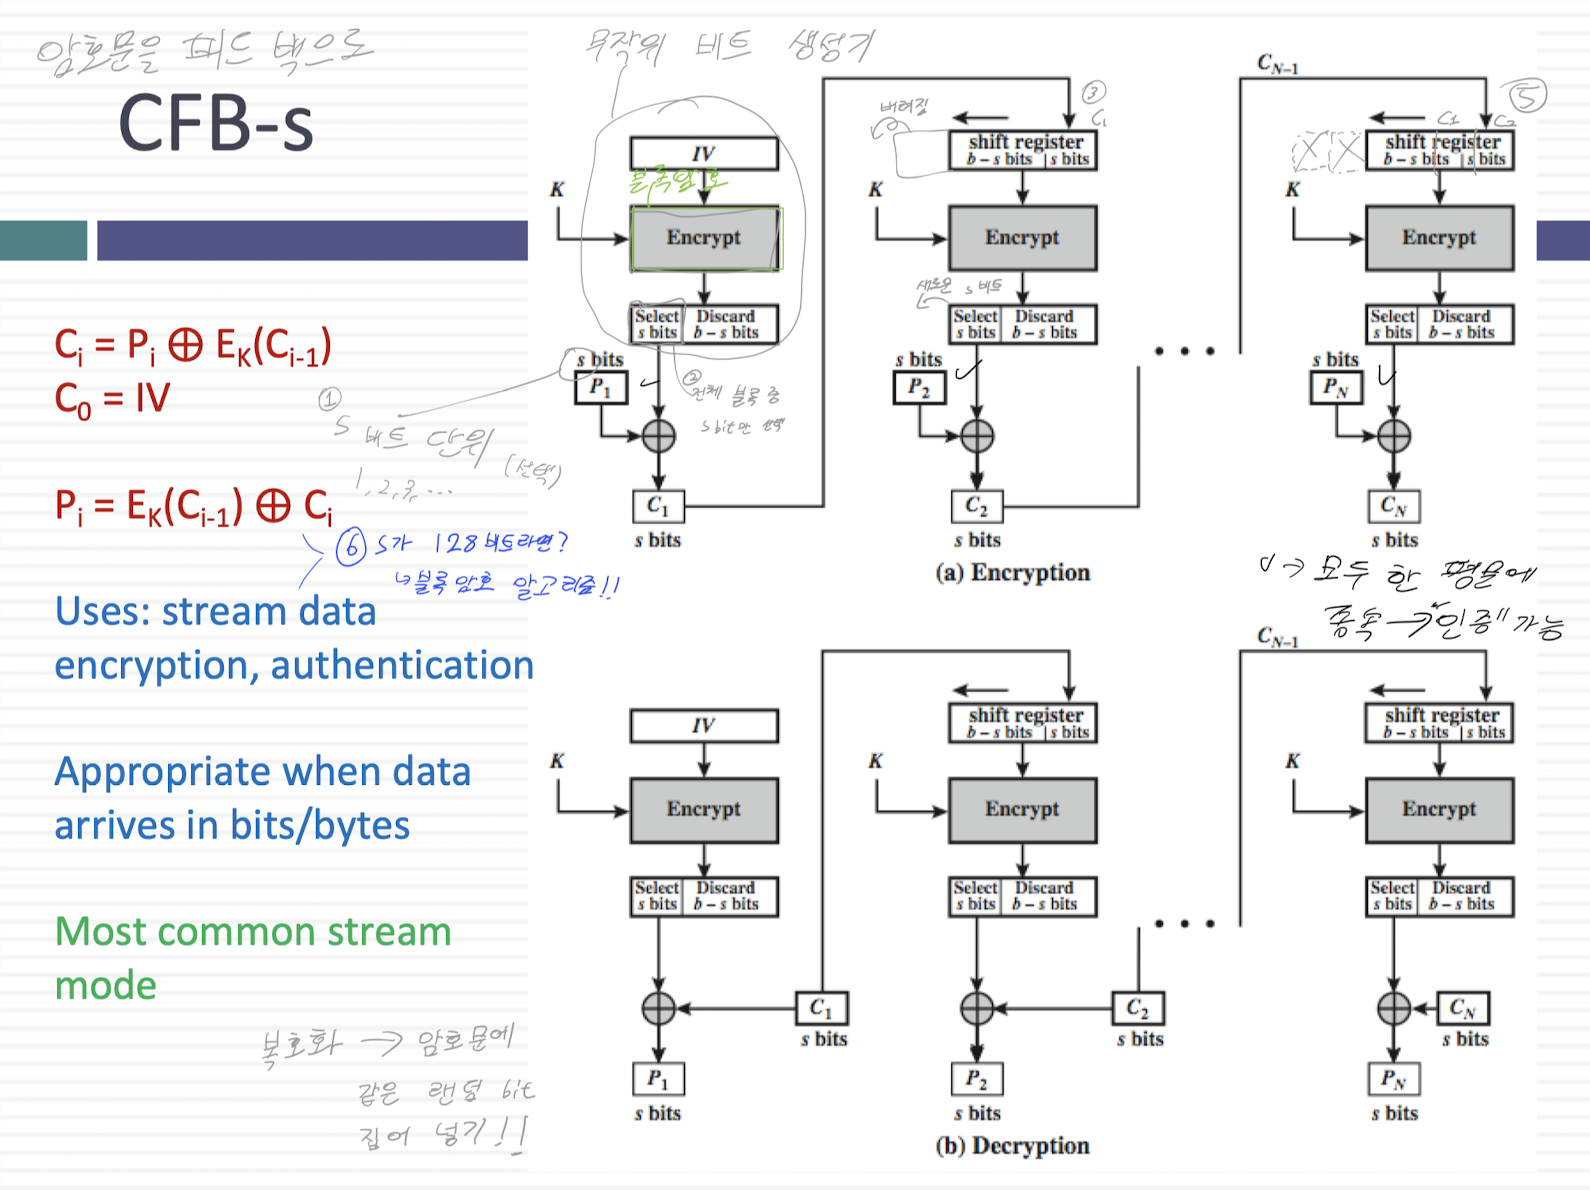 암호문을 피드백으로
CFB-s
C_i = P_i ⊕ E_K(C_{i-1})
C_0 = IV
① s 비트 단위 (선택)
1, 2, 3, ...
P_i = E_K(C_{i-1}) ⊕ C_i
⑥ s가 128비트라면?
↳ 블록암호 알고리즘!!
Uses: stream data
encryption, authentication
Appropriate when data
arrives in bits/bytes
Most common stream
mode
복호화 → 암호문에
같은 랜덤 bit
집어 넣기!!
무작위 비트 생성기
IV
블록암호
K
Encrypt
Select Discard
s bits b – s bits
s bits
P_1
② 전체 블록 중
s bit만 선택
C_1
s bits
버려짐
③
C_1
shift register
b – s bits | s bits
K
Encrypt
새로운 s 비트
Select Discard
s bits b – s bits
s bits
P_2
C_2
s bits
• • •
C_{N–1}
⑤
C1 C2
shift register
b – s bits | s bits
K
Encrypt
Select Discard
s bits b – s bits
s bits
P_N
C_N
s bits
(a) Encryption
✓ → 모두 한 평문에
종속 → "인증" 가능
IV
K
Encrypt
Select Discard
s bits b – s bits
C_1
s bits
P_1
s bits
shift register
b – s bits | s bits
K
Encrypt
Select Discard
s bits b – s bits
C_2
s bits
P_2
s bits
• • •
C_{N–1}
shift register
b – s bits | s bits
K
Encrypt
Select Discard
s bits b – s bits
C_N
s bits
P_N
s bits
(b) Decryption